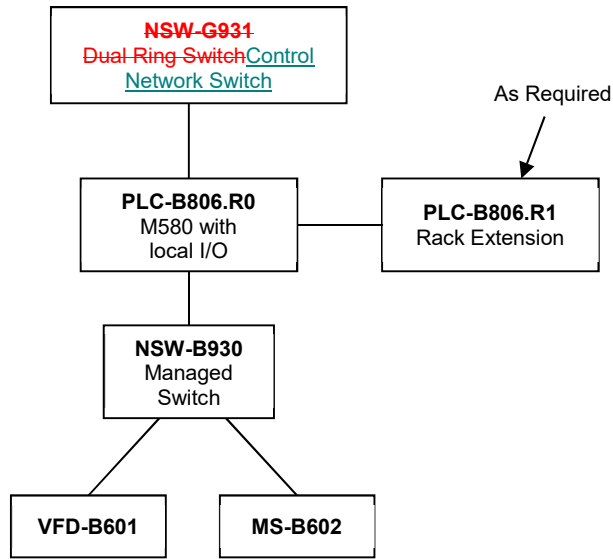 NSW-G931
Dual Ring SwitchControl
Network Switch
As Required
PLC-B806.R0
M580 with
local I/O
PLC-B806.R1
Rack Extension
NSW-B930
Managed
Switch
VFD-B601
MS-B602